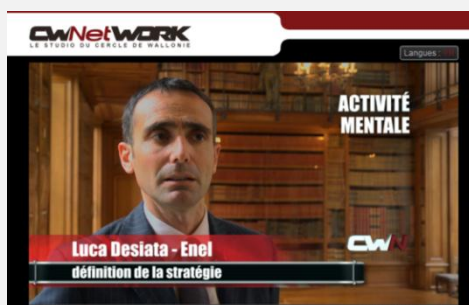 CWNetWORK
LE STUDIO DU CERCLE DE WALLONIE
Langues :
ACTIVITÉ
MENTALE
CWN
Luca Desiata - Enel
définition de la stratégie